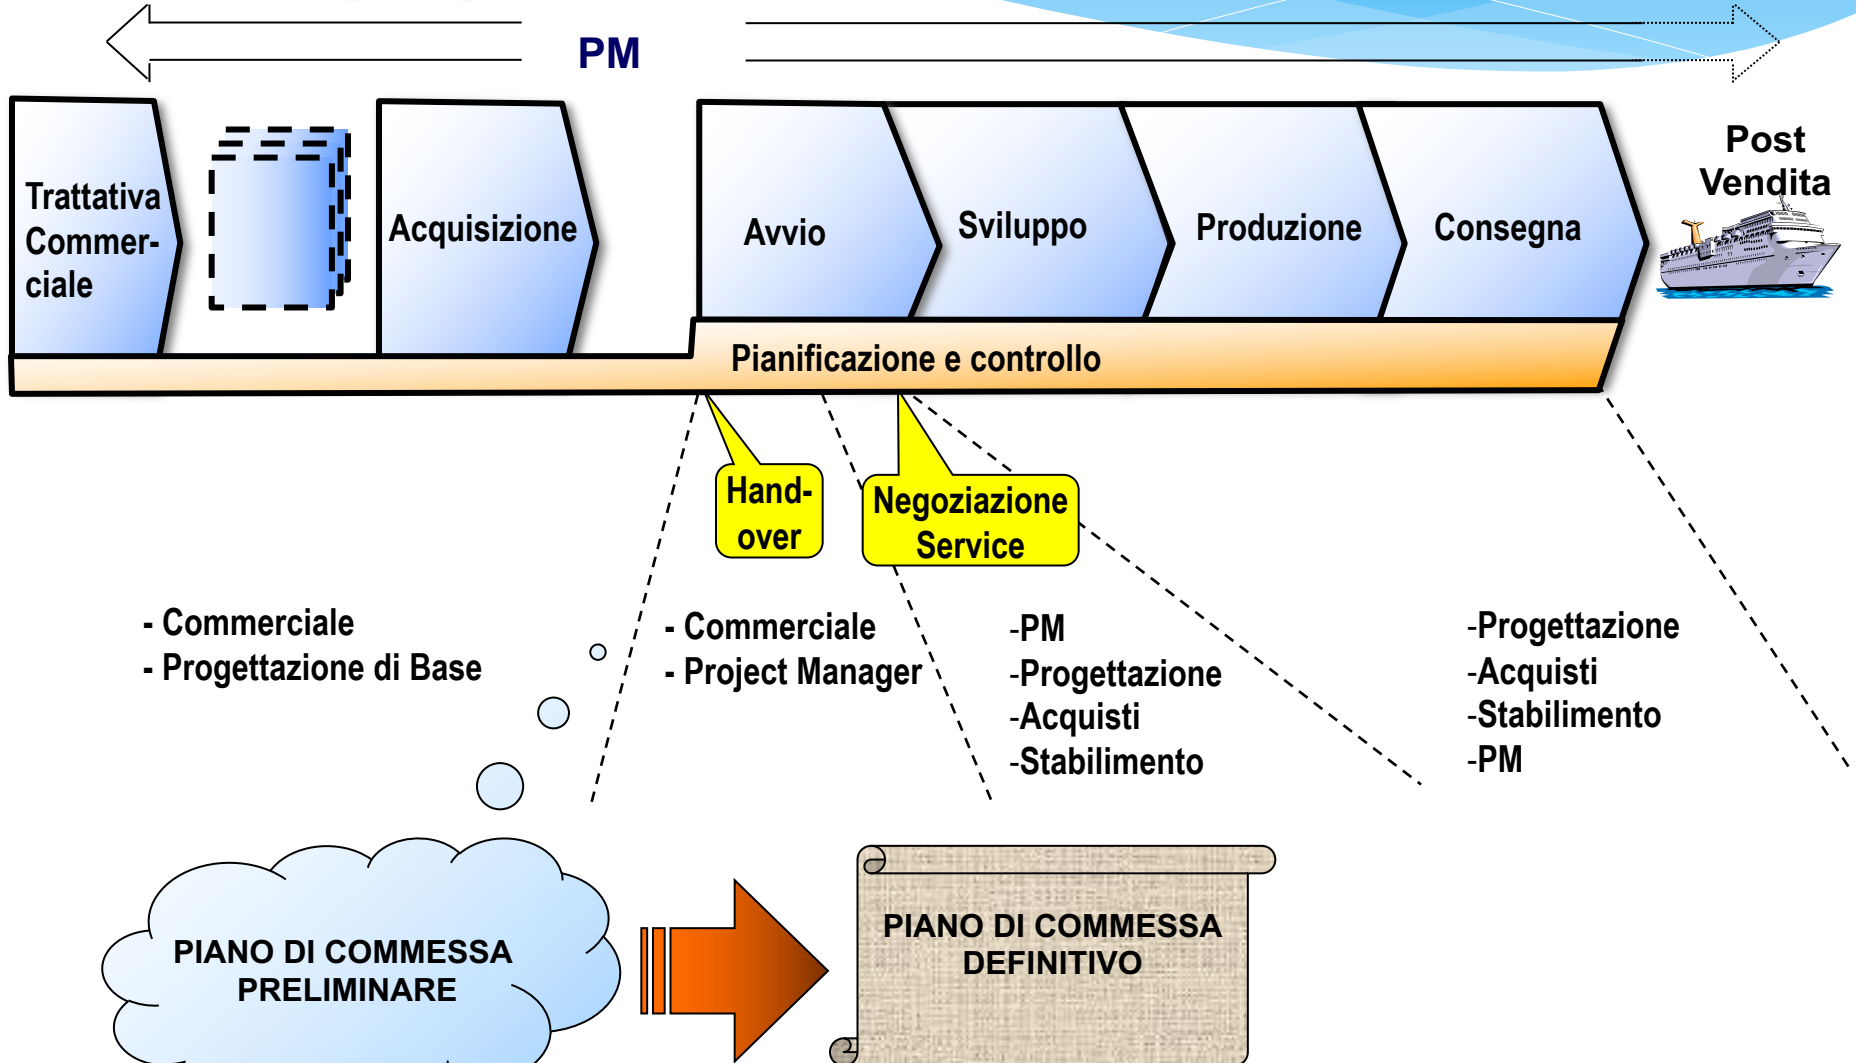 PM
Trattativa
Commer-
ciale
Acquisizione
Avvio
Sviluppo
Produzione
Consegna
Post
Vendita
Pianificazione e controllo
Hand-
over
Negoziazione
Service
- Commerciale
- Progettazione di Base
- Commerciale
- Project Manager
-PM
-Progettazione
-Acquisti
-Stabilimento
-Progettazione
-Acquisti
-Stabilimento
-PM
PIANO DI COMMESSA
PRELIMINARE
PIANO DI COMMESSA
DEFINITIVO